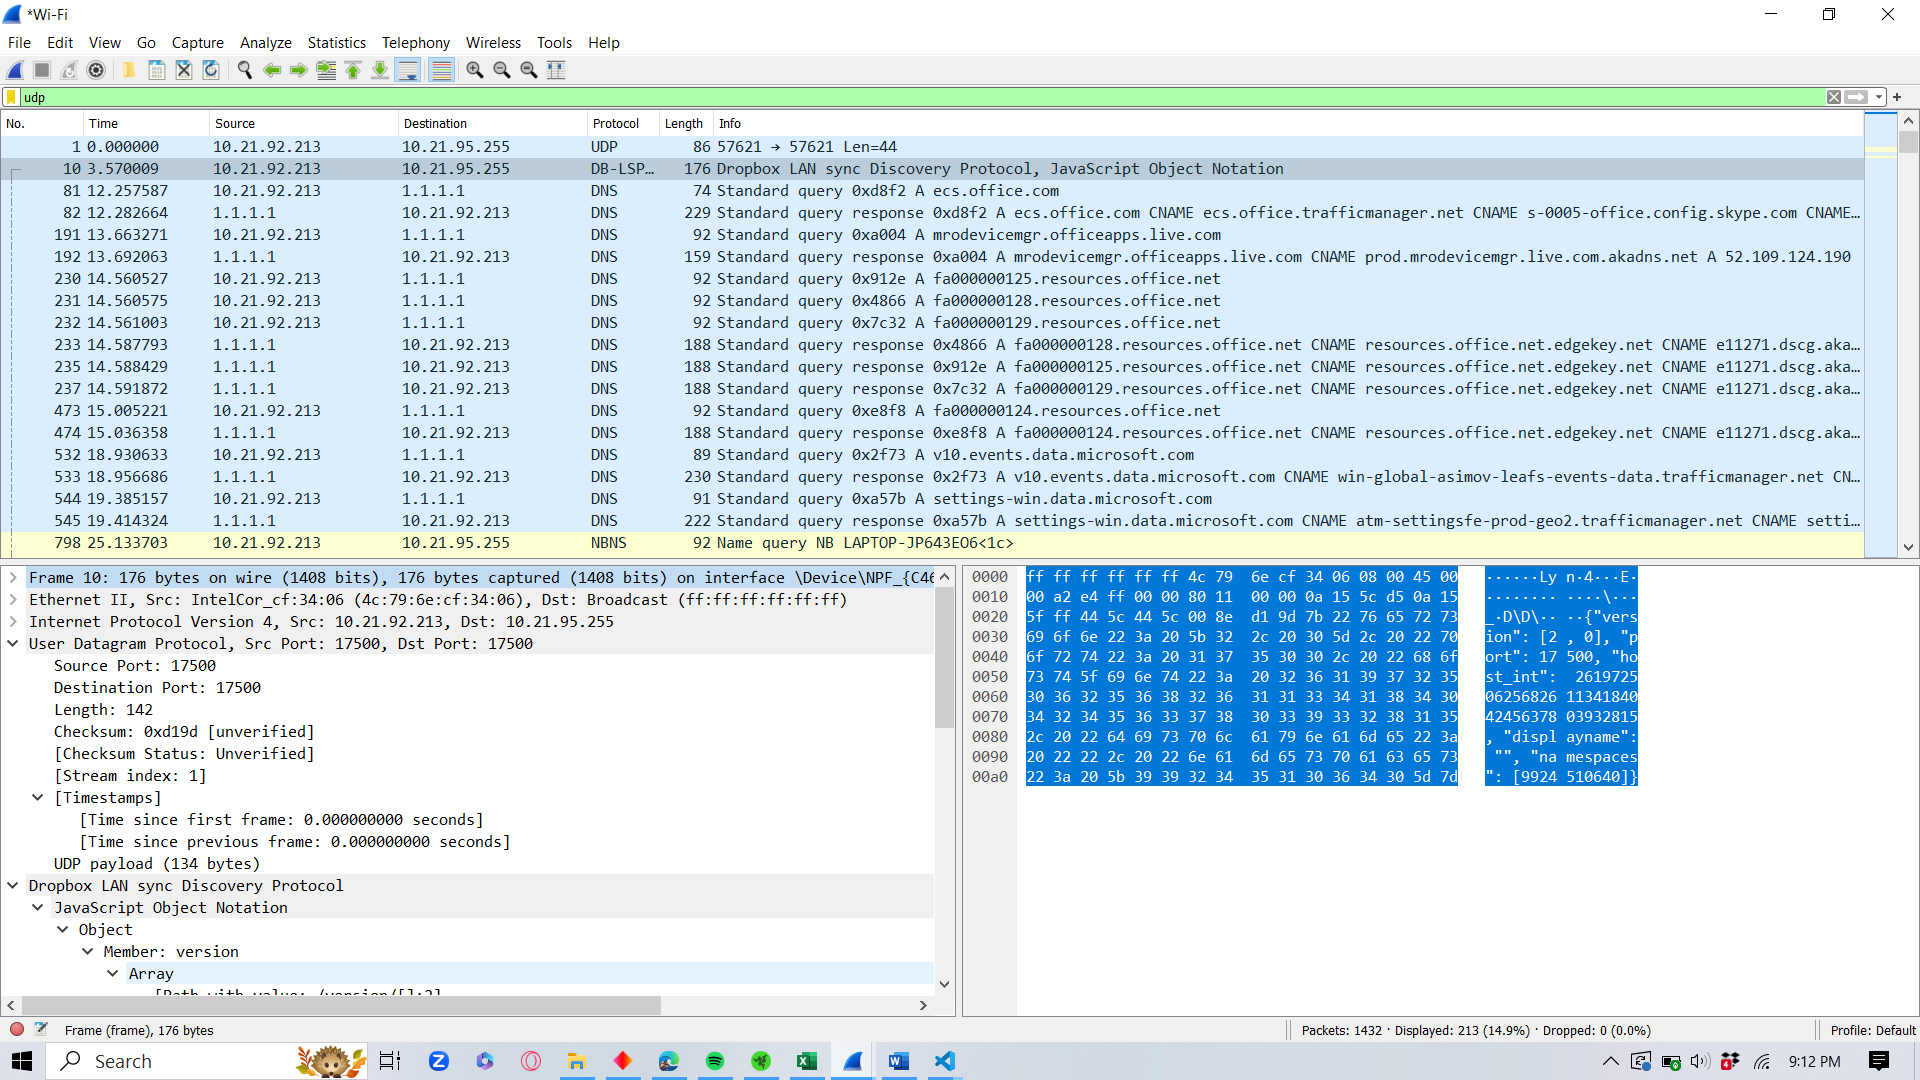 *Wi-Fi
File Edit View Go Capture Analyze Statistics Telephony Wireless Tools Help
udp
No. Time Source Destination Protocol Length Info
1 0.000000 10.21.92.213 10.21.95.255 UDP 86 57621 → 57621 Len=44
10 3.570009 10.21.92.213 10.21.95.255 DB-LSP… 176 Dropbox LAN sync Discovery Protocol, JavaScript Object Notation
81 12.257587 10.21.92.213 1.1.1.1 DNS 74 Standard query 0xd8f2 A ecs.office.com
82 12.282664 1.1.1.1 10.21.92.213 DNS 229 Standard query response 0xd8f2 A ecs.office.com CNAME ecs.office.trafficmanager.net CNAME s-0005-office.config.skype.com CNAME…
191 13.663271 10.21.92.213 1.1.1.1 DNS 92 Standard query 0xa004 A mrodevicemgr.officeapps.live.com
192 13.692063 1.1.1.1 10.21.92.213 DNS 159 Standard query response 0xa004 A mrodevicemgr.officeapps.live.com CNAME prod.mrodevicemgr.live.com.akadns.net A 52.109.124.190
230 14.560527 10.21.92.213 1.1.1.1 DNS 92 Standard query 0x912e A fa000000125.resources.office.net
231 14.560575 10.21.92.213 1.1.1.1 DNS 92 Standard query 0x4866 A fa000000128.resources.office.net
232 14.561003 10.21.92.213 1.1.1.1 DNS 92 Standard query 0x7c32 A fa000000129.resources.office.net
233 14.587793 1.1.1.1 10.21.92.213 DNS 188 Standard query response 0x4866 A fa000000128.resources.office.net CNAME resources.office.net.edgekey.net CNAME e11271.dscg.aka…
235 14.588429 1.1.1.1 10.21.92.213 DNS 188 Standard query response 0x912e A fa000000125.resources.office.net CNAME resources.office.net.edgekey.net CNAME e11271.dscg.aka…
237 14.591872 1.1.1.1 10.21.92.213 DNS 188 Standard query response 0x7c32 A fa000000129.resources.office.net CNAME resources.office.net.edgekey.net CNAME e11271.dscg.aka…
473 15.005221 10.21.92.213 1.1.1.1 DNS 92 Standard query 0xe8f8 A fa000000124.resources.office.net
474 15.036358 1.1.1.1 10.21.92.213 DNS 188 Standard query response 0xe8f8 A fa000000124.resources.office.net CNAME resources.office.net.edgekey.net CNAME e11271.dscg.aka…
532 18.930633 10.21.92.213 1.1.1.1 DNS 89 Standard query 0x2f73 A v10.events.data.microsoft.com
533 18.956686 1.1.1.1 10.21.92.213 DNS 230 Standard query response 0x2f73 A v10.events.data.microsoft.com CNAME win-global-asimov-leafs-events-data.trafficmanager.net CN…
544 19.385157 10.21.92.213 1.1.1.1 DNS 91 Standard query 0xa57b A settings-win.data.microsoft.com
545 19.414324 1.1.1.1 10.21.92.213 DNS 222 Standard query response 0xa57b A settings-win.data.microsoft.com CNAME atm-settingsfe-prod-geo2.trafficmanager.net CNAME setti…
798 25.133703 10.21.92.213 10.21.95.255 NBNS 92 Name query NB LAPTOP-JP643EO6<1c>
Frame 10: 176 bytes on wire (1408 bits), 176 bytes captured (1408 bits) on interface \Device\NPF_{C46
Ethernet II, Src: IntelCor_cf:34:06 (4c:79:6e:cf:34:06), Dst: Broadcast (ff:ff:ff:ff:ff:ff)
Internet Protocol Version 4, Src: 10.21.92.213, Dst: 10.21.95.255
User Datagram Protocol, Src Port: 17500, Dst Port: 17500
Source Port: 17500
Destination Port: 17500
Length: 142
Checksum: 0xd19d [unverified]
[Checksum Status: Unverified]
[Stream index: 1]
[Timestamps]
[Time since first frame: 0.000000000 seconds]
[Time since previous frame: 0.000000000 seconds]
UDP payload (134 bytes)
Dropbox LAN sync Discovery Protocol
JavaScript Object Notation
Object
Member: version
Array
[Path with value: /version/[]:2]
0000 ff ff ff ff ff ff 4c 79 6e cf 34 06 08 00 45 00 ······Ly n·4···E·
0010 00 a2 e4 ff 00 00 80 11 00 00 0a 15 5c d5 0a 15 ········ ····\···
0020 5f ff 44 5c 44 5c 00 8e d1 9d 7b 22 76 65 72 73 _·D\D\·· ··{"vers
0030 69 6f 6e 22 3a 20 5b 32 2c 20 30 5d 2c 20 22 70 ion": [2 , 0], "p
0040 6f 72 74 22 3a 20 31 37 35 30 30 2c 20 22 68 6f ort": 17 500, "ho
0050 73 74 5f 69 6e 74 22 3a 20 32 36 31 39 37 32 35 st_int": 2619725
0060 30 36 32 35 36 38 32 36 31 31 33 34 31 38 34 30 06256826 11341840
0070 34 32 34 35 36 33 37 38 30 33 39 33 32 38 31 35 42456378 03932815
0080 2c 20 22 64 69 73 70 6c 61 79 6e 61 6d 65 22 3a , "displ ayname":
0090 20 22 22 2c 20 22 6e 61 6d 65 73 70 61 63 65 73 "", "na mespaces
00a0 22 3a 20 5b 39 39 32 34 35 31 30 36 34 30 5d 7d ": [9924 510640]}
Frame (frame), 176 bytes
Packets: 1432 · Displayed: 213 (14.9%) · Dropped: 0 (0.0%)
Profile: Default
Search
9:12 PM